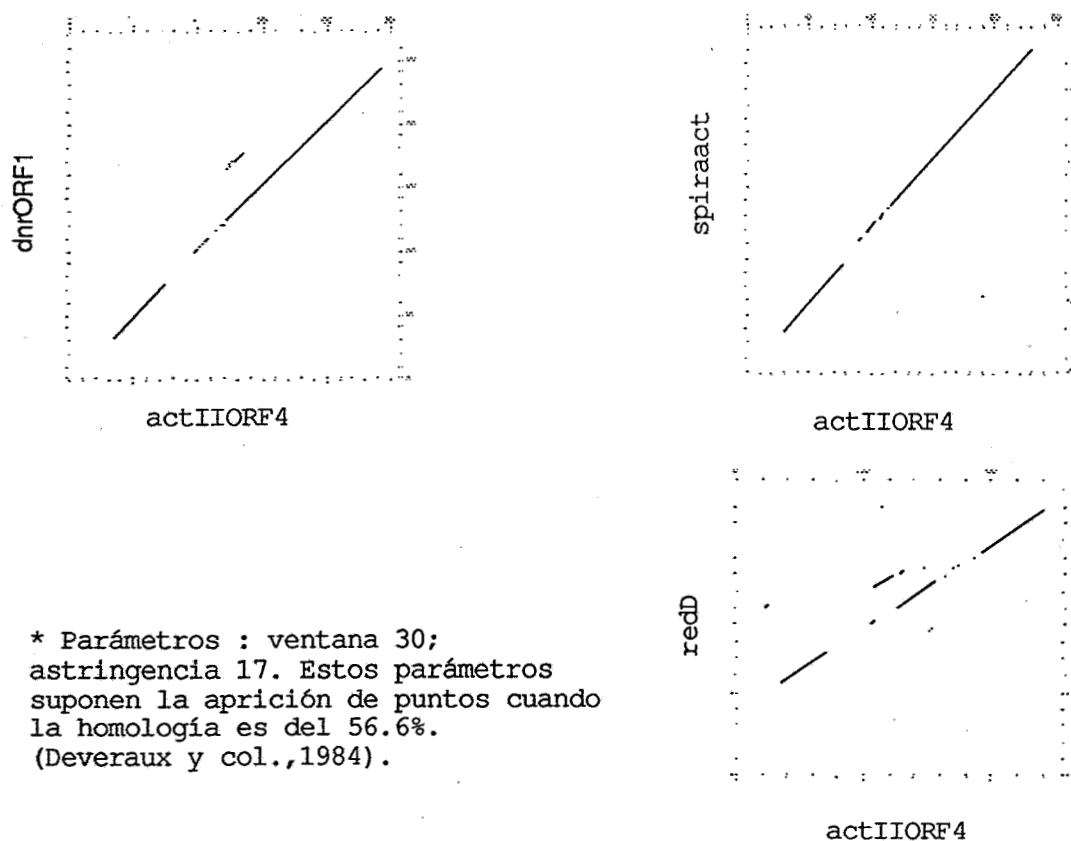 dnrORF1
actIIORF4
spiraact
actIIORF4
redD
actIIORF4
* Parámetros : ventana 30;
astringencia 17. Estos parámetros
suponen la aprición de puntos cuando
la homología es del 56.6%.
(Deveraux y col.,1984).